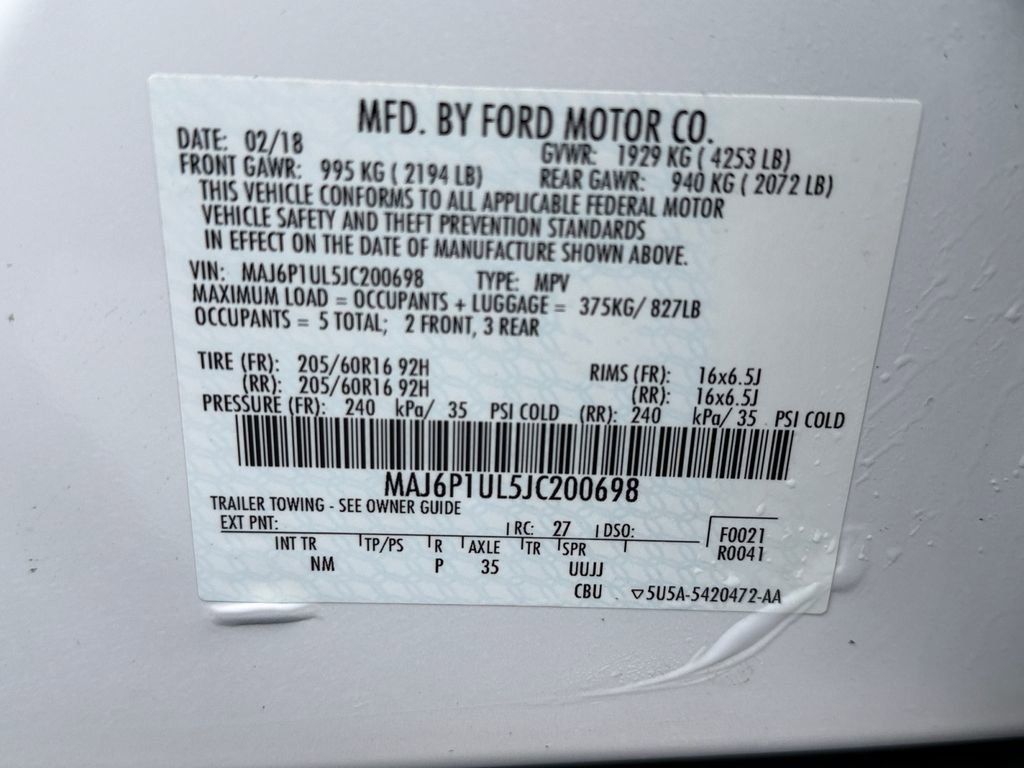 MFD. BY FORD MOTOR CO.
DATE: 02/18 GVWR: 1929 KG ( 4253 LB)
FRONT GAWR: 995 KG ( 2194 LB) REAR GAWR: 940 KG ( 2072 LB)
THIS VEHICLE CONFORMS TO ALL APPLICABLE FEDERAL MOTOR
VEHICLE SAFETY AND THEFT PREVENTION STANDARDS
IN EFFECT ON THE DATE OF MANUFACTURE SHOWN ABOVE.
VIN: MAJ6P1UL5JC200698 TYPE: MPV
MAXIMUM LOAD = OCCUPANTS + LUGGAGE = 375KG/ 827LB
OCCUPANTS = 5 TOTAL; 2 FRONT, 3 REAR
TIRE (FR): 205/60R16 92H RIMS (FR): 16x6.5J
(RR): 205/60R16 92H (RR): 16x6.5J
PRESSURE (FR): 240 kPa/ 35 PSI COLD (RR): 240 kPa/ 35 PSI COLD
MAJ6P1UL5JC200698
TRAILER TOWING - SEE OWNER GUIDE
EXT PNT: RC: 27 DSO: F0021
R0041
INT TR TP/PS R AXLE TR SPR
NM P 35 UUJJ
CBU ▽5U5A-5420472-AA